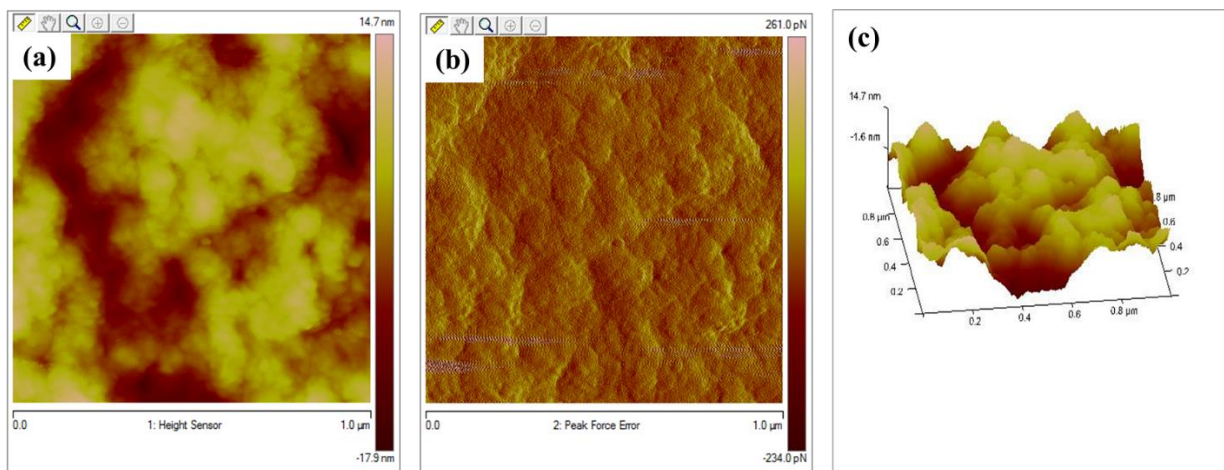 (a)
14.7 nm
0.0
1: Height Sensor
1.0 µm
-17.9 nm
(b)
261.0 pN
0.0
2: Peak Force Error
1.0 µm
-234.0 pN
(c)
14.7 nm
-1.6 nm
0.8 µm
0.6
0.4
0.2
0.8 µm
0.6
0.4
0.2
0.2
0.4
0.6
0.8 µm